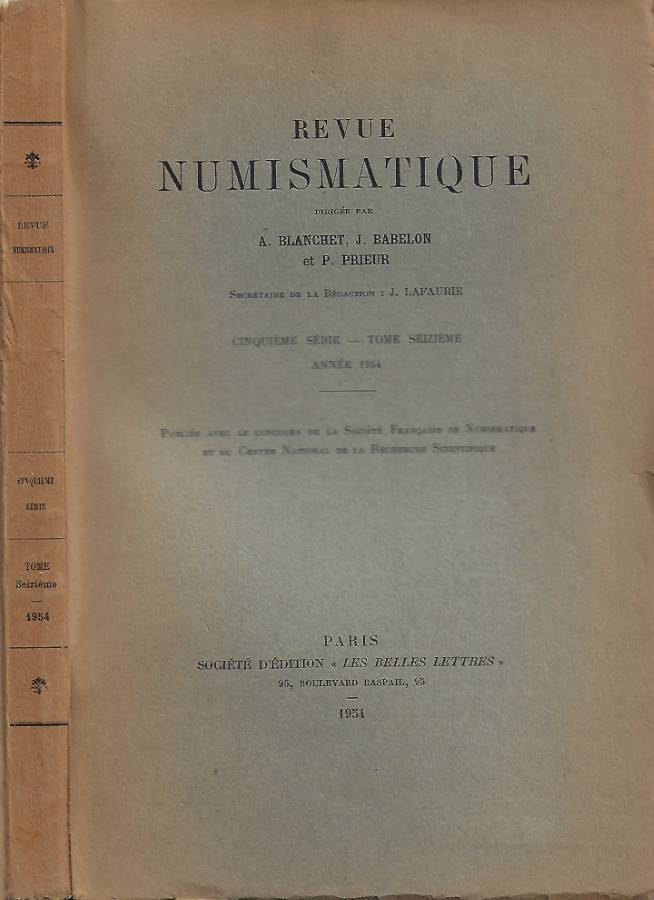 REVUE
NUMISMATIQUE
CINQUIÈME
SÉRIE
TOME
Seizième
1954
REVUE
NUMISMATIQUE
DIRIGÉE PAR
A. BLANCHET, J. BABELON
et P. PRIEUR
SECRÉTAIRE DE LA RÉDACTION : J. LAFAURIE
CINQUIÈME SÉRIE — TOME SEIZIÈME
ANNÉE 1954
PUBLIÉE AVEC LE CONCOURS DE LA SOCIÉTÉ FRANÇAISE DE NUMISMATIQUE
ET DU CENTRE NATIONAL DE LA RECHERCHE SCIENTIFIQUE
PARIS
SOCIÉTÉ D'ÉDITION « LES BELLES LETTRES »
95, BOULEVARD RASPAIL, 95
1954